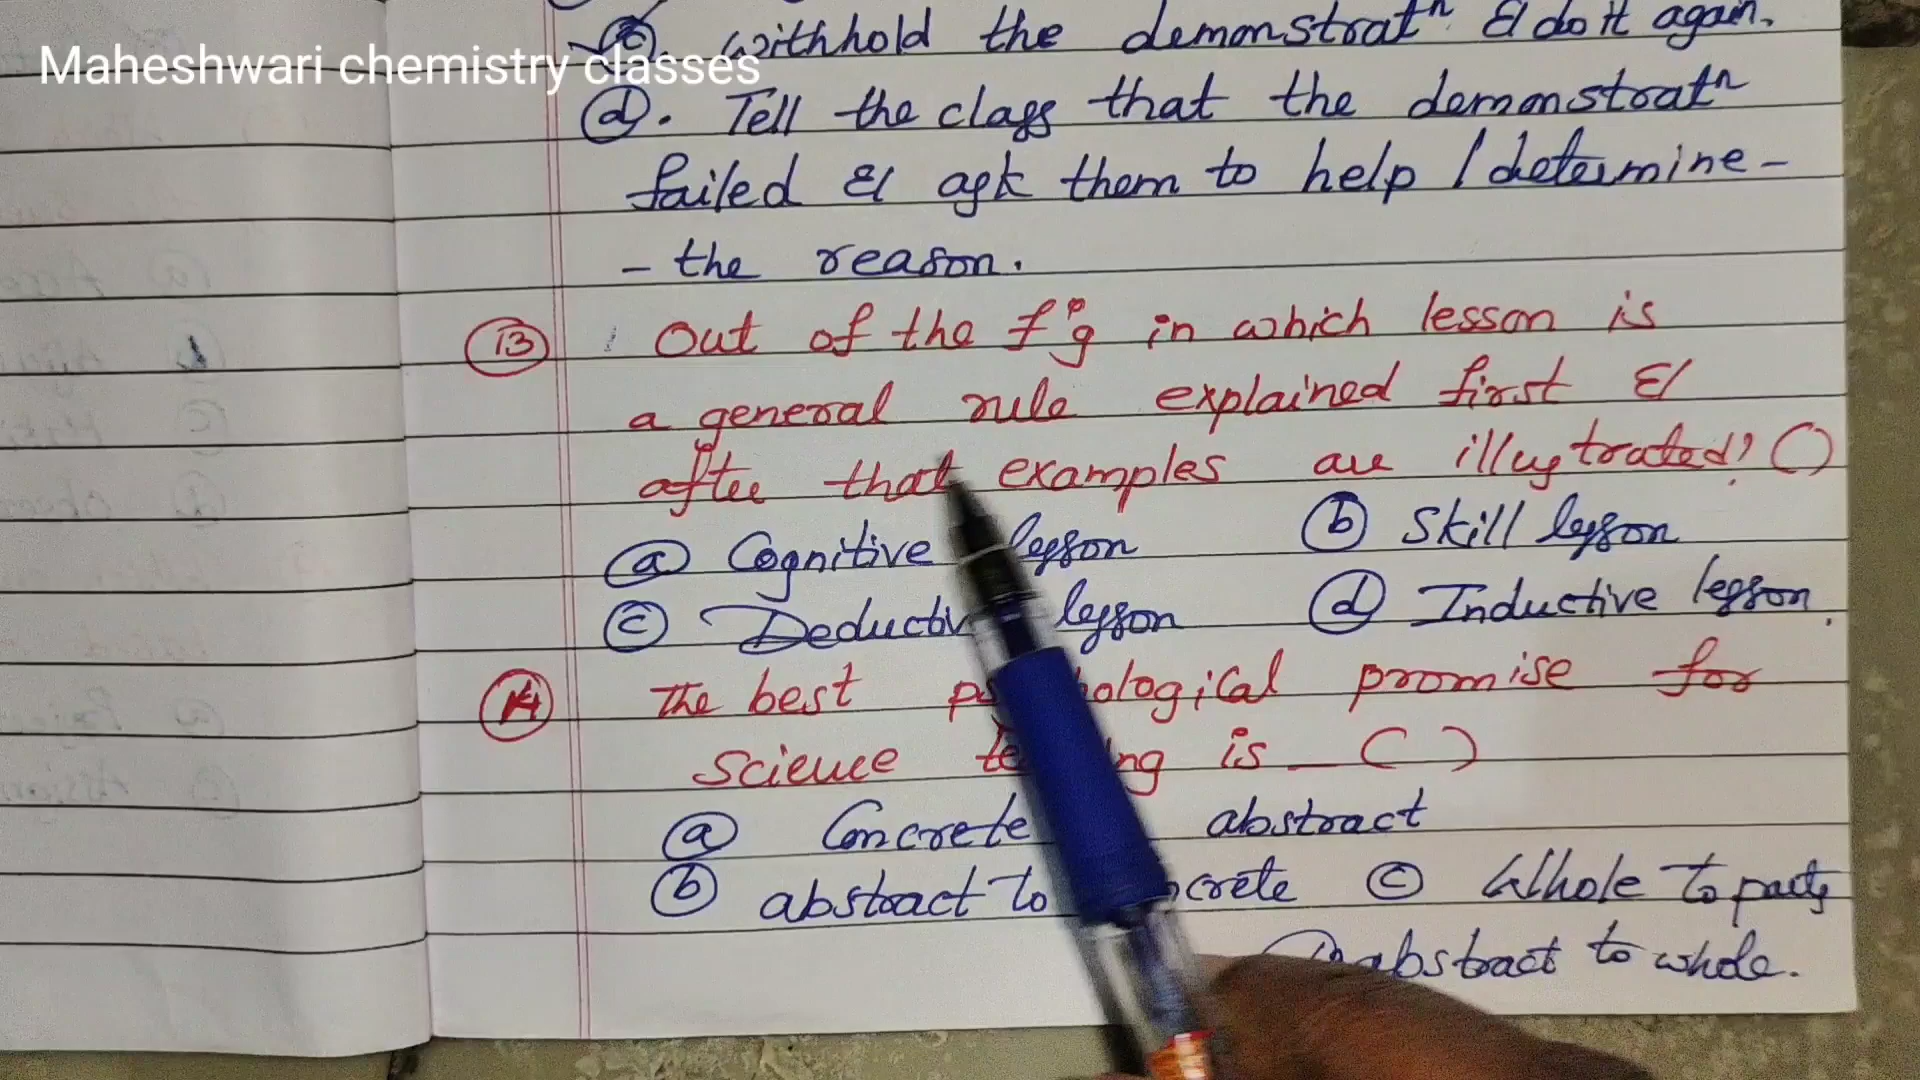 Maheshwari chemistry classes
(c). withhold the demonstratn & do it again.
(d). Tell the class that the demonstratn
failed & ask them to help / determine -
- the reason.
(13) Out of the f°g in which lesson is
a general rule explained first &
after that examples are illustrated? ( )
(a) Cognitive lesson (b) Skill lesson
(c) Deductiv lesson (d) Inductive lesson.
(14) The best promise for
science is _ ( )
(a) Concrete abstract
(b) abstract to (c) Whole to parts
abstract to whole.